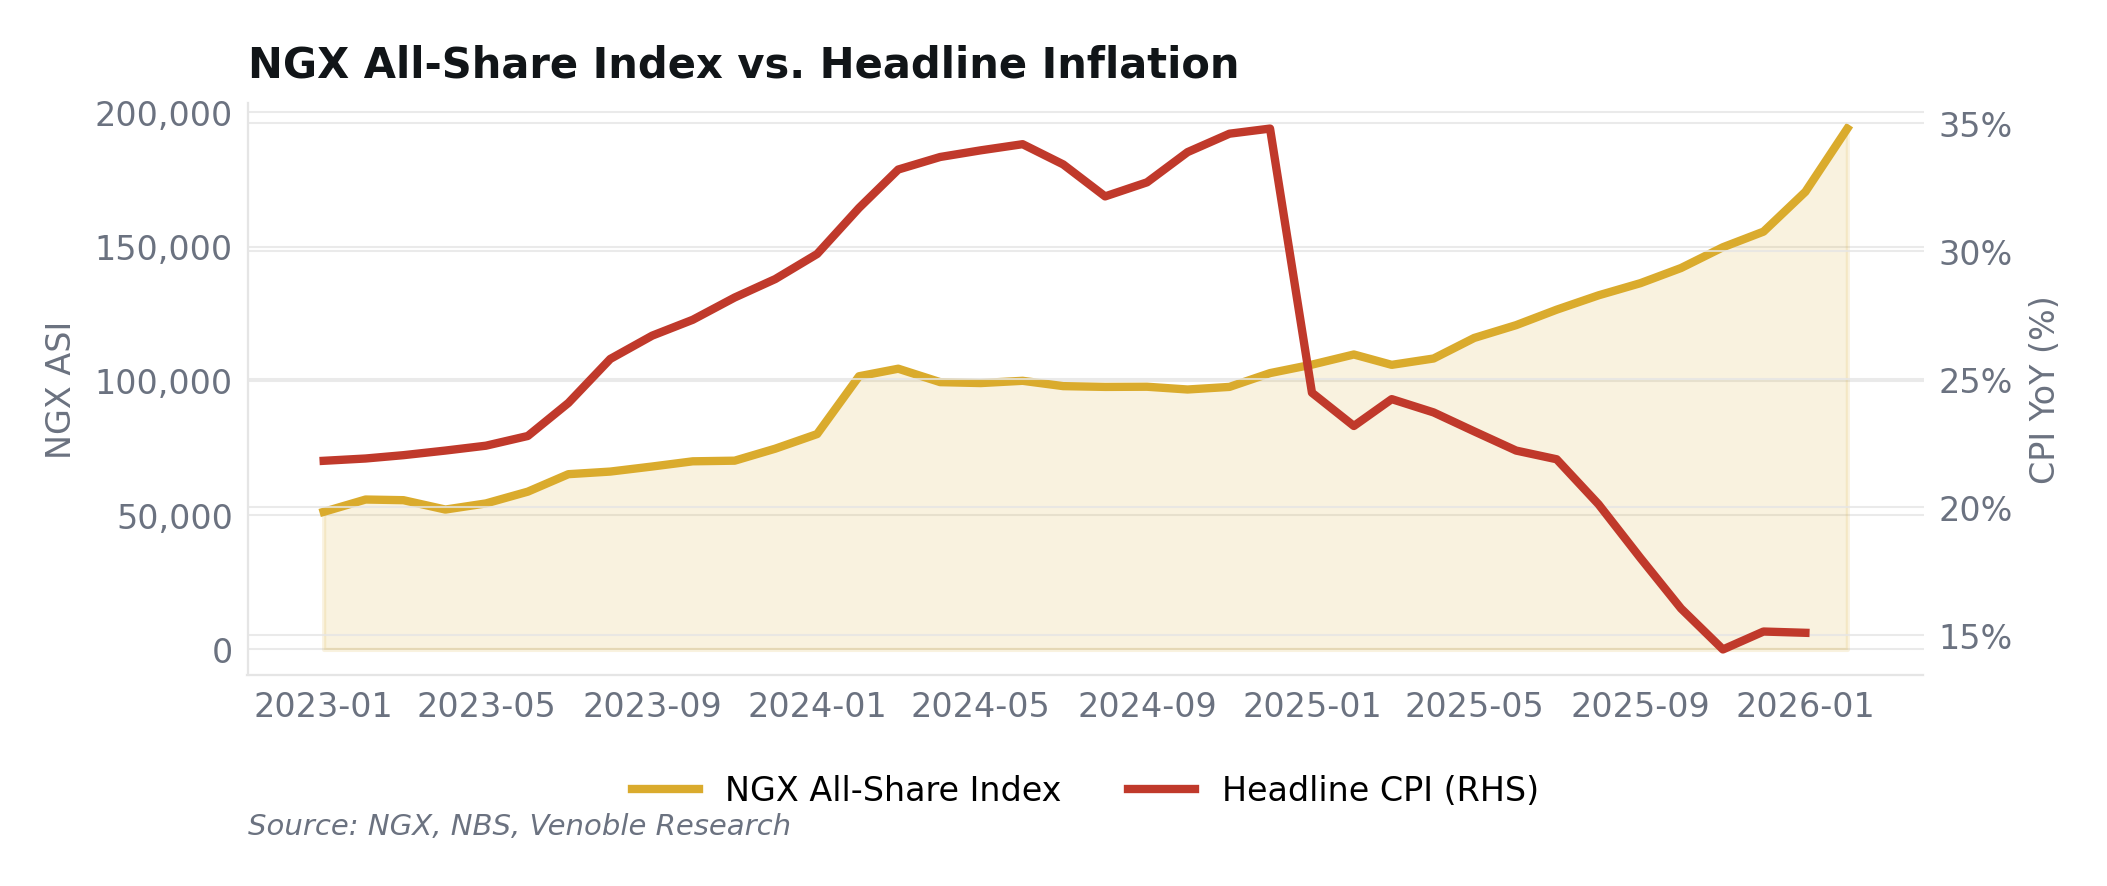 NGX All-Share Index vs. Headline Inflation
200,000
150,000
100,000
50,000
0
NGX ASI
35%
30%
25%
20%
15%
CPI YoY (%)
2023-01 2023-05 2023-09 2024-01 2024-05 2024-09 2025-01 2025-05 2025-09 2026-01
NGX All-Share Index Headline CPI (RHS)
Source: NGX, NBS, Venoble Research